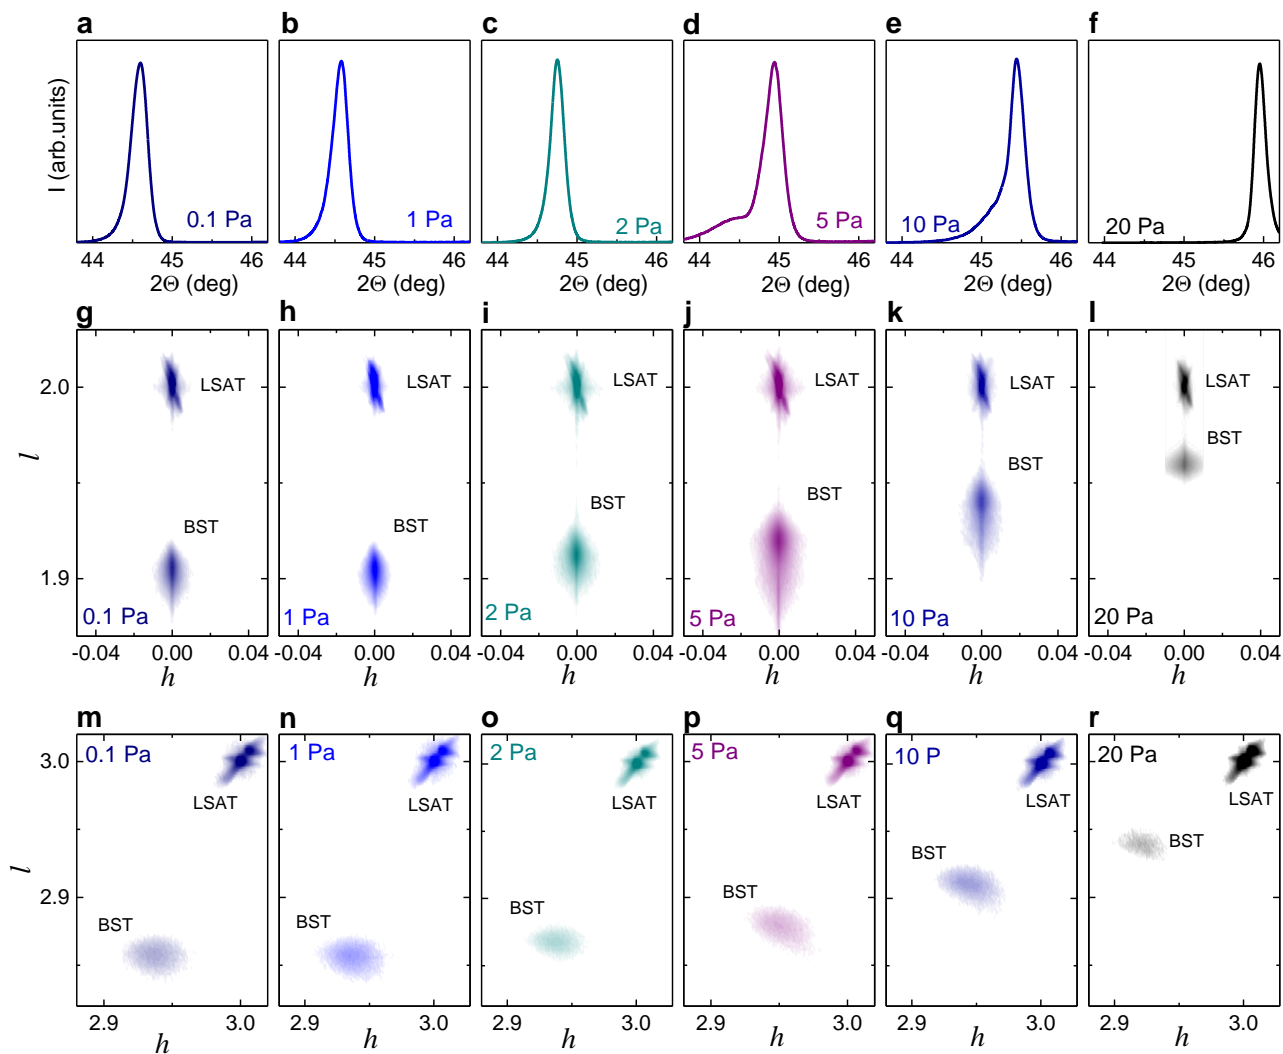 a b c d e f
I (arb.units)
0.1 Pa 1 Pa 2 Pa 5 Pa 10 Pa 20 Pa
44 45 46 44 45 46 44 45 46 44 45 46 44 45 46 44 45 46
2Θ (deg) 2Θ (deg) 2Θ (deg) 2Θ (deg) 2Θ (deg) 2Θ (deg)
g h i j k l
2.0 LSAT LSAT LSAT LSAT LSAT LSAT
l
BST BST BST BST BST BST
1.9
0.1 Pa 1 Pa 2 Pa 5 Pa 10 Pa 20 Pa
-0.04 0.00 0.04 -0.04 0.00 0.04 -0.04 0.00 0.04 -0.04 0.00 0.04 -0.04 0.00 0.04 -0.04 0.00 0.04
h h h h h h
m n o p q r
3.0 0.1 Pa 1 Pa 2 Pa 5 Pa 10 P 20 Pa
LSAT LSAT LSAT LSAT LSAT LSAT
l
2.9
BST BST BST BST BST BST
2.9 3.0 2.9 3.0 2.9 3.0 2.9 3.0 2.9 3.0 2.9 3.0
h h h h h h